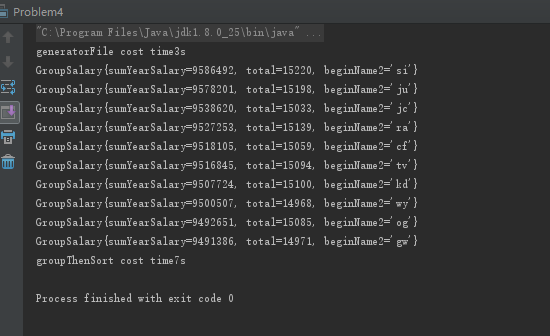 Problem4
"C:\Program Files\Java\jdk1.8.0_25\bin\java" ...
generatorFile cost time3s
GroupSalary{sumYearSalary=9586492, total=15220, beginName2='si'}
GroupSalary{sumYearSalary=9578201, total=15198, beginName2='ju'}
GroupSalary{sumYearSalary=9538620, total=15033, beginName2='jc'}
GroupSalary{sumYearSalary=9527253, total=15139, beginName2='ra'}
GroupSalary{sumYearSalary=9518105, total=15059, beginName2='cf'}
GroupSalary{sumYearSalary=9516845, total=15094, beginName2='tv'}
GroupSalary{sumYearSalary=9507724, total=15100, beginName2='kd'}
GroupSalary{sumYearSalary=9500507, total=14968, beginName2='wy'}
GroupSalary{sumYearSalary=9492651, total=15085, beginName2='og'}
GroupSalary{sumYearSalary=9491386, total=14971, beginName2='gw'}
groupThenSort cost time7s
Process finished with exit code 0